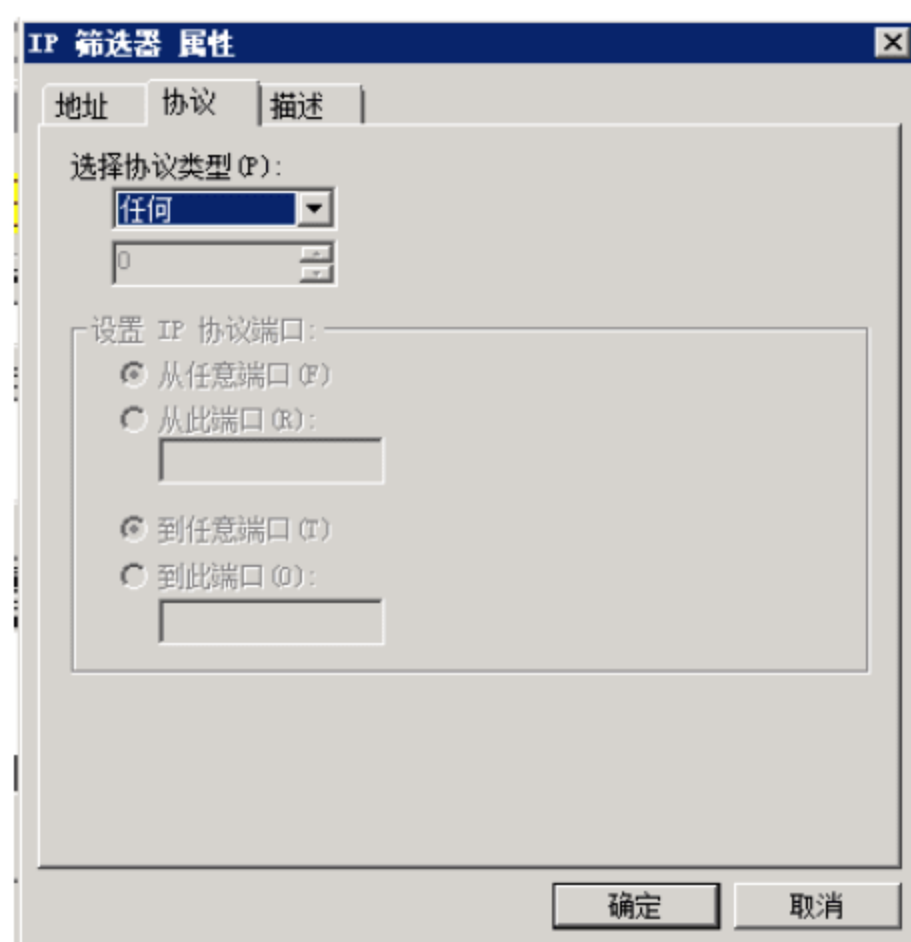 IP 筛选器 属性
地址 协议 描述
选择协议类型(P):
任何
0
设置 IP 协议端口:
从任意端口(F)
从此端口(R):
到任意端口(T)
到此端口(O):
确定 取消